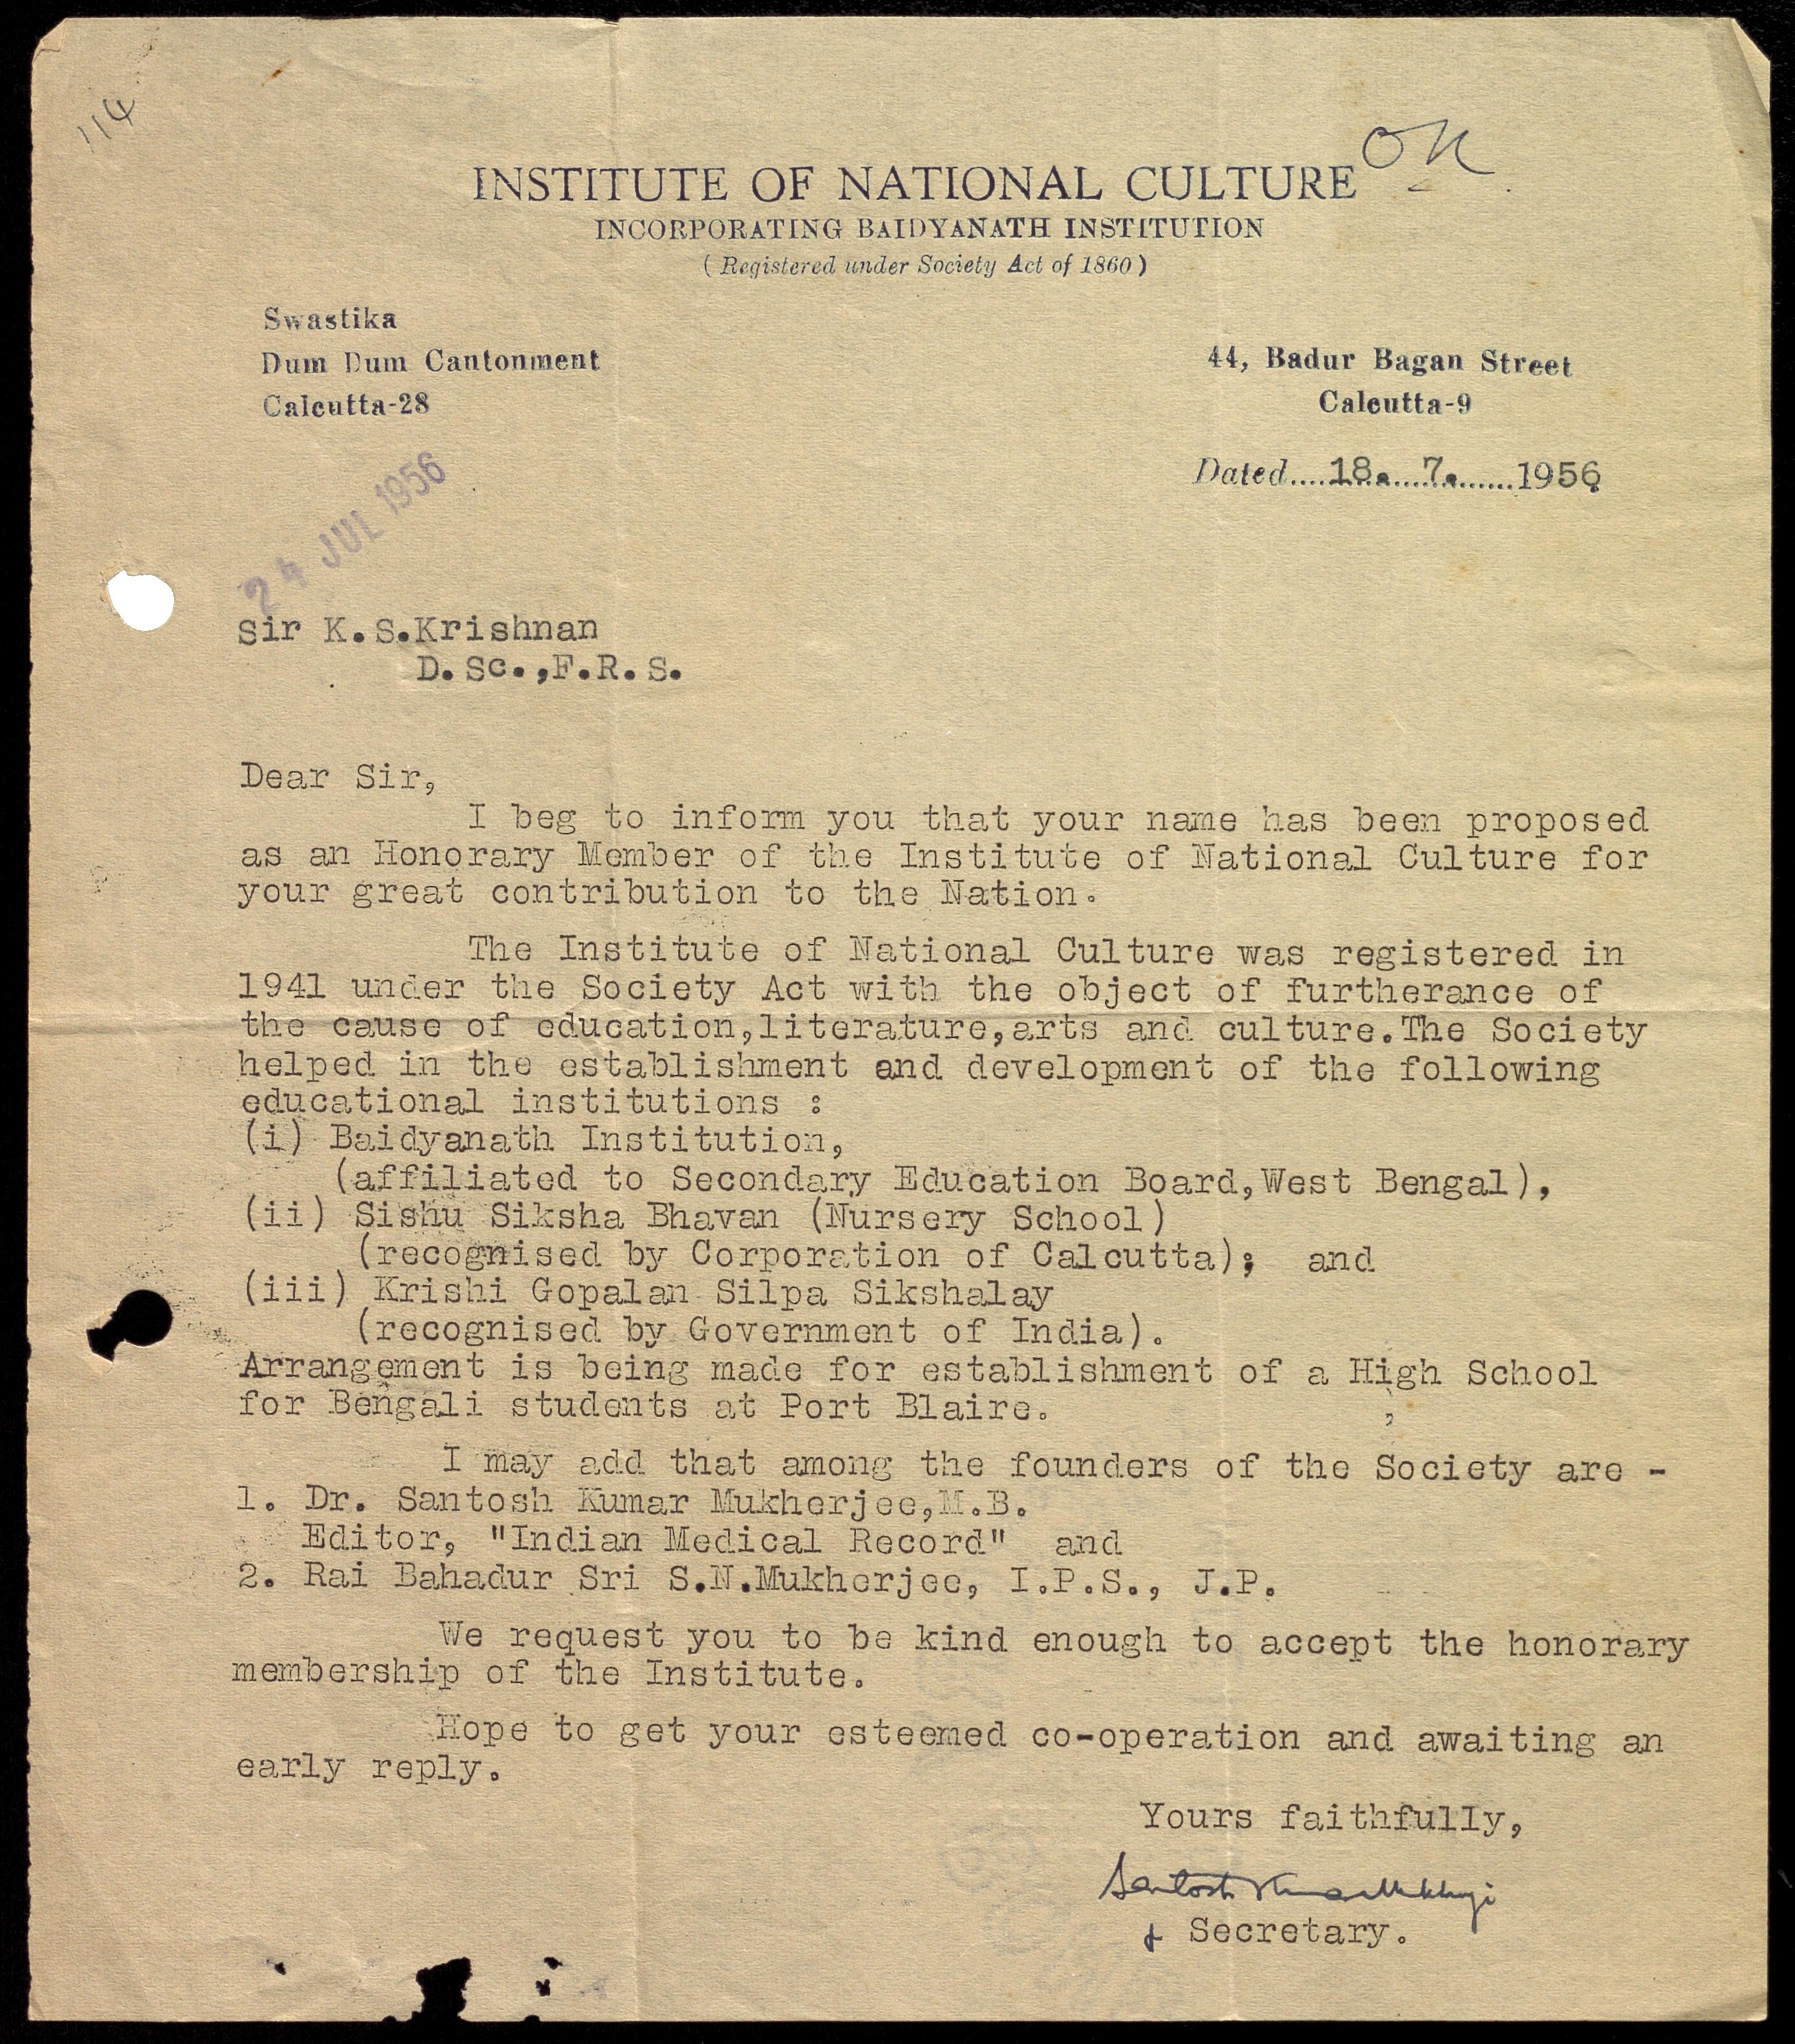 114
OK
INSTITUTE OF NATIONAL CULTURE
INCORPORATING BAIDYANATH INSTITUTION
( Registered under Society Act of 1860 )
Swastika
Dum Dum Cantonment
Calcutta-28
44, Badur Bagan Street
Calcutta-9
Dated....18....7.......1956.
24 JUL 1956
Sir K.S.Krishnan
D.Sc.,F.R.S.
Dear Sir,
I beg to inform you that your name has been proposed
as an Honorary Member of the Institute of National Culture for
your great contribution to the Nation.
The Institute of National Culture was registered in
1941 under the Society Act with the object of furtherance of
the cause of education,literature,arts and culture.The Society
helped in the establishment and development of the following
educational institutions :
(i) Baidyanath Institution,
(affiliated to Secondary Education Board,West Bengal),
(ii) Sishu Siksha Bhavan (Nursery School)
(recognised by Corporation of Calcutta); and
(iii) Krishi Gopalan Silpa Sikshalay
(recognised by Government of India).
Arrangement is being made for establishment of a High School
for Bengali students at Port Blaire.
I may add that among the founders of the Society are -
1. Dr. Santosh Kumar Mukherjee,M.B.
Editor, "Indian Medical Record" and
2. Rai Bahadur Sri S.N.Mukherjee, I.P.S., J.P.
We request you to be kind enough to accept the honorary
membership of the Institute.
Hope to get your esteemed co-operation and awaiting an
early reply.
Yours faithfully,
Santosh Kumar Mukherji
Secretary.